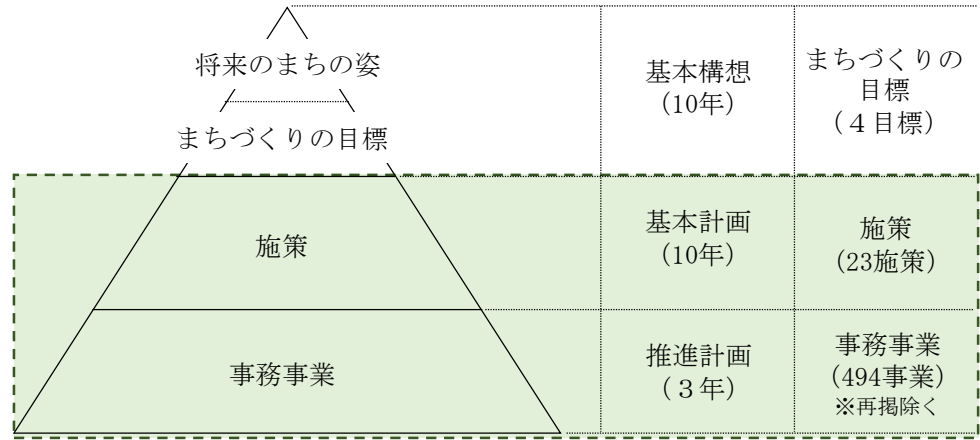 将来のまちの姿
まちづくりの目標
基本構想
(10年)
まちづくりの
目標
(４目標)
施策
基本計画
(10年)
施策
(23施策)
事務事業
推進計画
(３年)
事務事業
(494事業)
※再掲除く